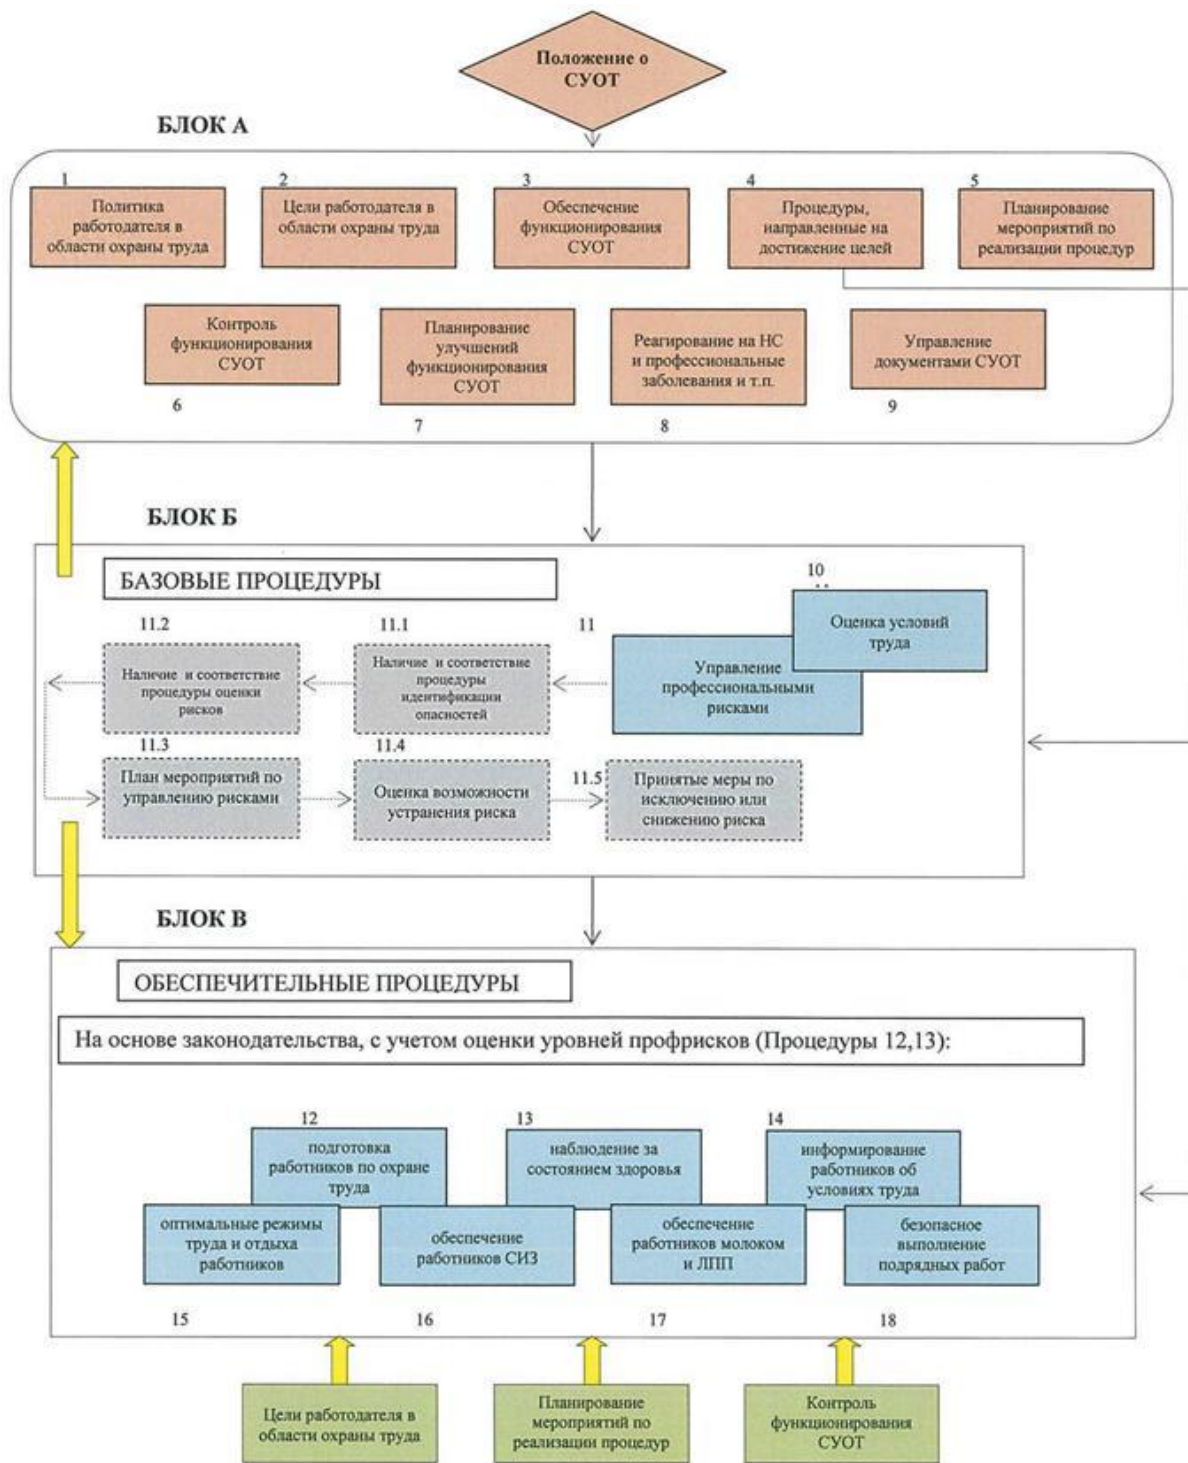 Положение о
СУОТ
БЛОК А
1
Политика
работодателя в
области охраны труда
2
Цели работодателя в
области охраны труда
3
Обеспечение
функционирования
СУОТ
4
Процедуры,
направленные на
достижение целей
5
Планирование
мероприятий по
реализации процедур
Контроль
функционирования
СУОТ
6
Планирование
улучшений
функционирования
СУОТ
7
Реагирование на НС
и профессиональные
заболевания и т.п.
8
Управление
документами СУОТ
9
БЛОК Б
БАЗОВЫЕ ПРОЦЕДУРЫ
10
Оценка условий
труда
11
Управление
профессиональными
рисками
11.1
Наличие и соответствие
процедуры
идентификации
опасностей
11.2
Наличие и соответствие
процедуры оценки
рисков
11.3
План мероприятий по
управлению рисками
11.4
Оценка возможности
устранения риска
11.5
Принятые меры по
исключению или
снижению риска
БЛОК В
ОБЕСПЕЧИТЕЛЬНЫЕ ПРОЦЕДУРЫ
На основе законодательства, с учетом оценки уровней профрисков (Процедуры 12,13):
12
подготовка
работников по охране
труда
13
наблюдение за
состоянием здоровья
14
информирование
работников об
условиях труда
оптимальные режимы
труда и отдыха
работников
15
обеспечение
работников СИЗ
16
обеспечение
работников молоком
и ЛПП
17
безопасное
выполнение
подрядных работ
18
Цели работодателя в
области охраны труда
Планирование
мероприятий по
реализации процедур
Контроль
функционирования
СУОТ